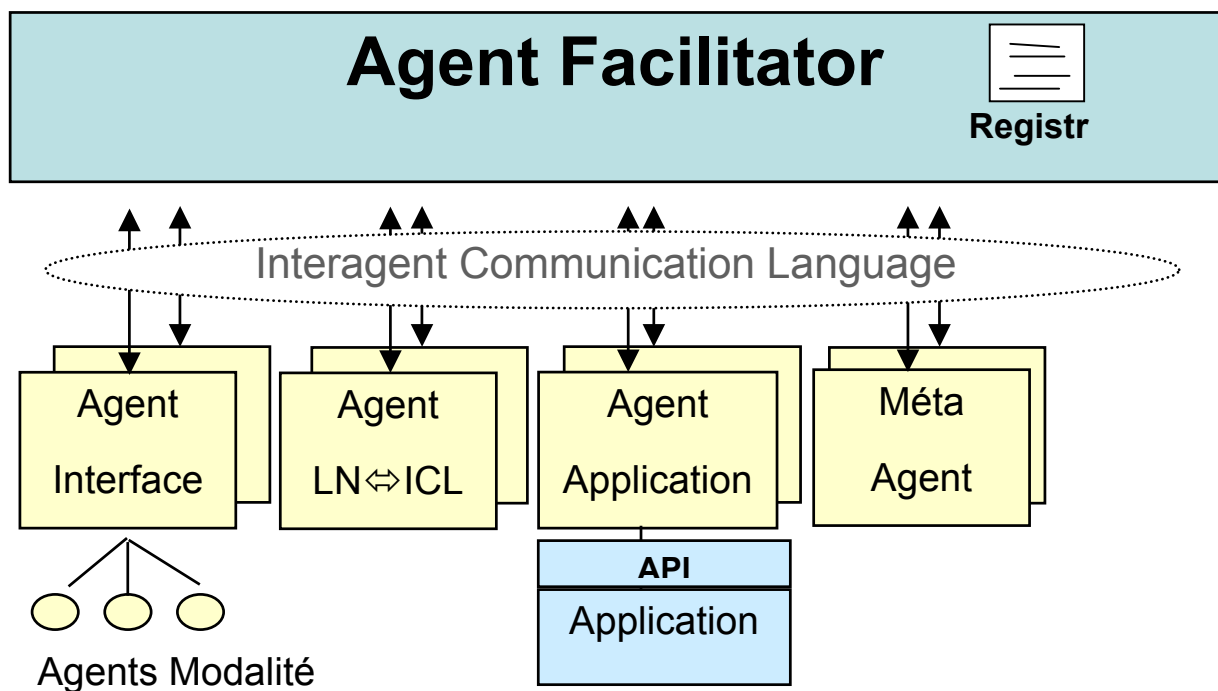 Agent Facilitator
Registr
Interagent Communication Language
Agent
Interface
Agent
LN⇔ICL
Agent
Application
Méta
Agent
API
Application
Agents Modalité